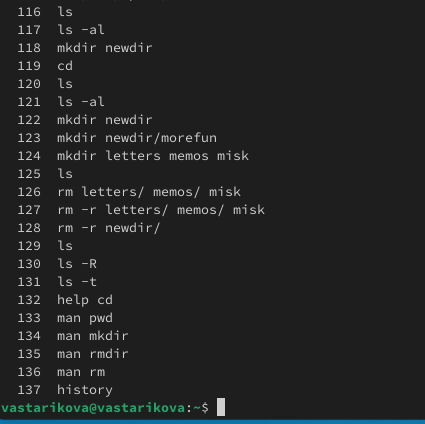 116 ls
117 ls -al
118 mkdir newdir
119 cd
120 ls
121 ls -al
122 mkdir newdir
123 mkdir newdir/morefun
124 mkdir letters memos misk
125 ls
126 rm letters/ memos/ misk
127 rm -r letters/ memos/ misk
128 rm -r newdir/
129 ls
130 ls -R
131 ls -t
132 help cd
133 man pwd
134 man mkdir
135 man rmdir
136 man rm
137 history
vastarikova@vastarikova:~$